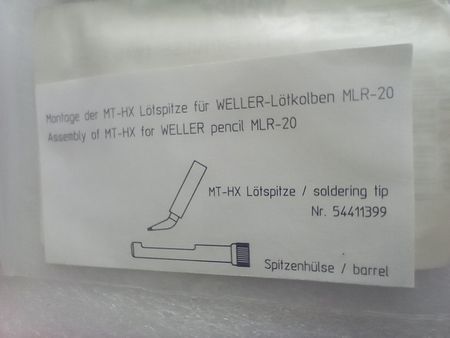 Montage der MT-HX Lötspitze für WELLER-Lötkolben MLR-20
Assembly of MT-HX for WELLER pencil MLR-20
MT-HX Lötspitze / soldering tip
Nr. 54411399
Spitzenhülse / barrel